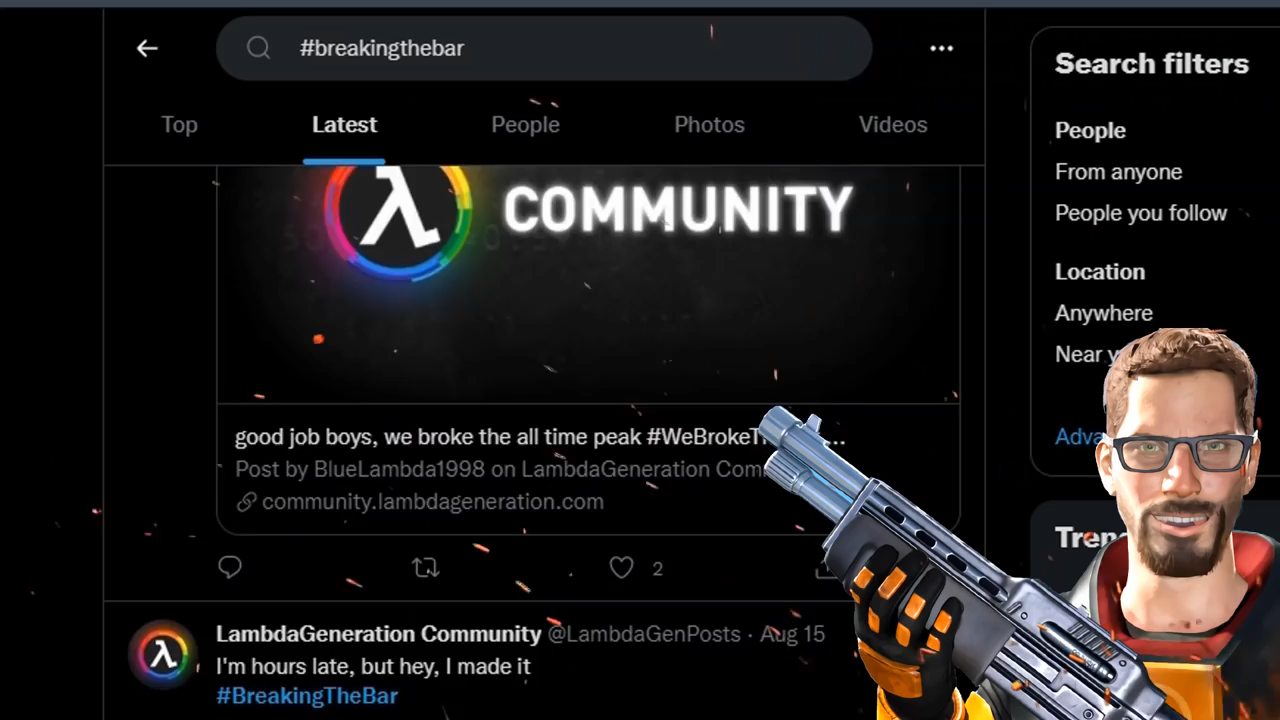 #breakingthebar
Search filters
Top Latest People Photos Videos
People
From anyone
People you follow
λ COMMUNITY
Location
Anywhere
Near
good job boys, we broke the all time peak #WeBrokeT ...
Post by BlueLambda1998 on LambdaGeneration Com
community.lambdageneration.com
2
LambdaGeneration Community @LambdaGenPosts · Aug 15
I'm hours late, but hey, I made it
#BreakingTheBar